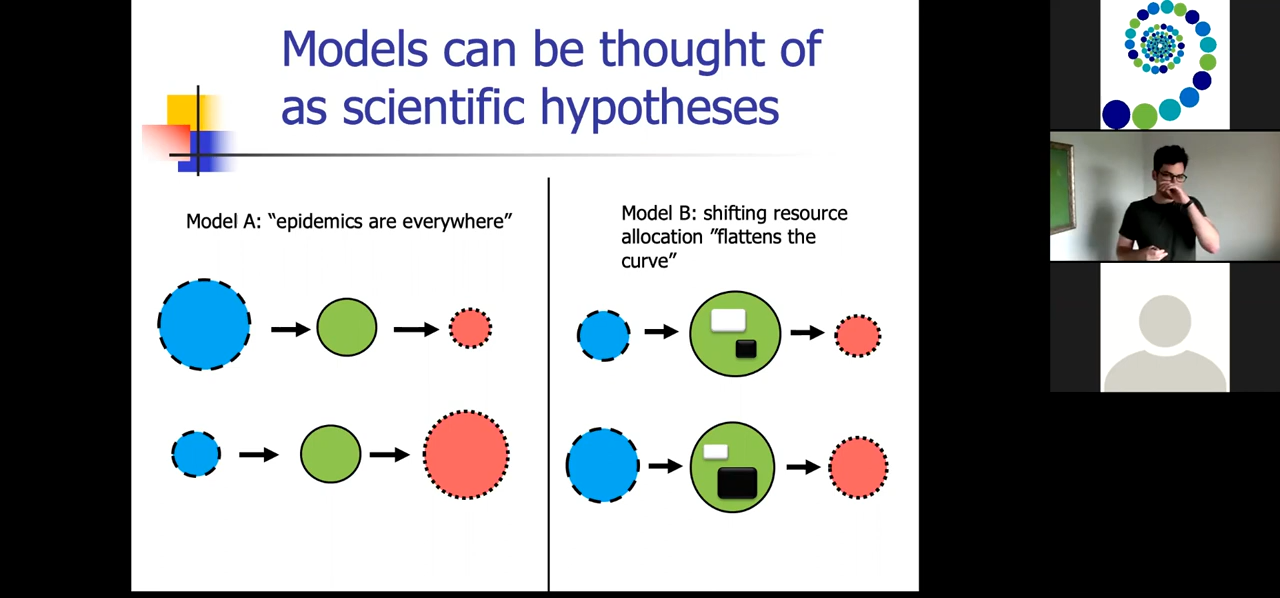 Models can be thought of
as scientific hypotheses
Model A: “epidemics are everywhere”
Model B: shifting resource
allocation ”flattens the
curve”